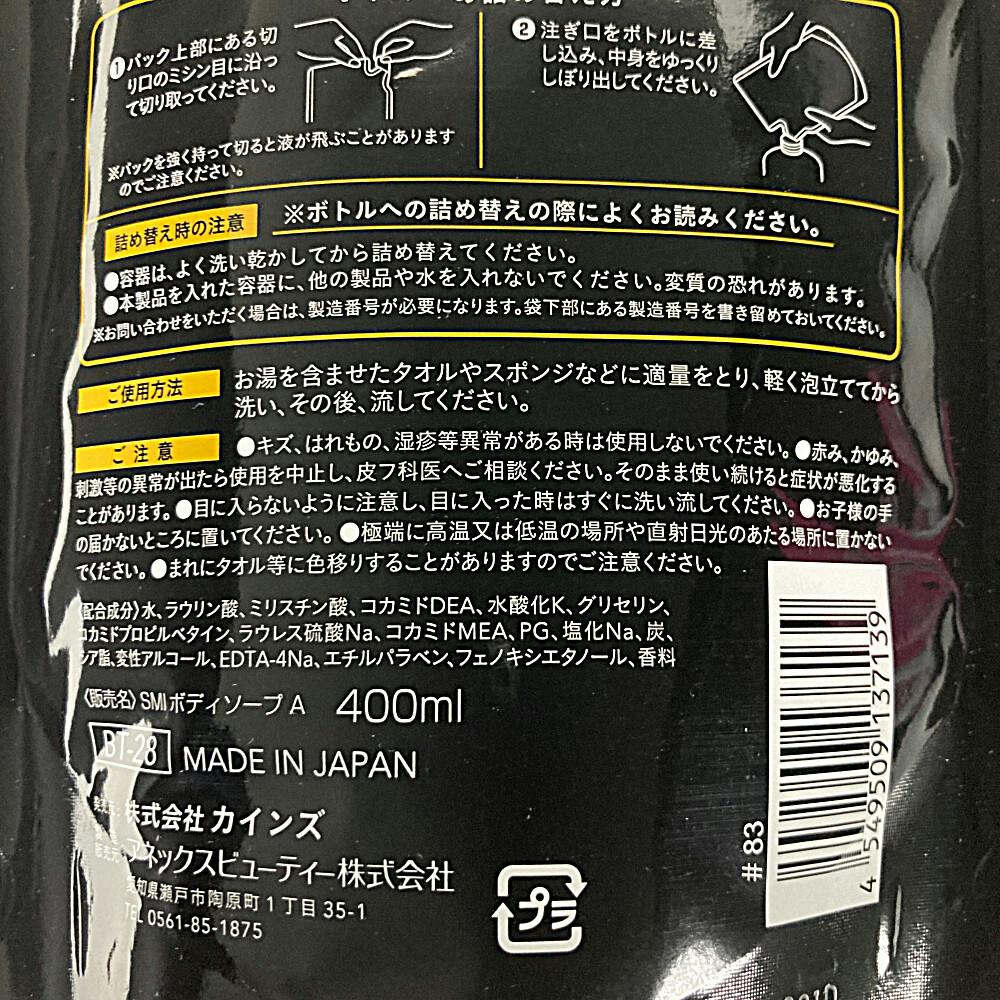 ①パック上部にある切
り口のミシン目に沿っ
て切り取ってください。
※パックを強く持って切ると液が飛ぶことがあります
のでご注意ください。
②注ぎ口をボトルに差
し込み、中身をゆっくり
しぼり出してください。
詰め替え時の注意
※ボトルへの詰め替えの際によくお読みください。
●容器は、よく洗い乾かしてから詰め替えてください。
●本製品を入れた容器に、他の製品や水を入れないでください。変質の恐れがあります。
※お問い合わせをいただく場合は、製造番号が必要になります。袋下部にある製造番号を書き留めておいてください。
ご使用方法
お湯を含ませたタオルやスポンジなどに適量をとり、軽く泡立ててから
洗い、その後、流してください。
ご注意
●キズ、はれもの、湿疹等異常がある時は使用しないでください。●赤み、かゆみ、
刺激等の異常が出たら使用を中止し、皮フ科医へご相談ください。そのまま使い続けると症状が悪化する
ことがあります。●目に入らないように注意し、目に入った時はすぐに洗い流してください。●お子様の手
の届かないところに置いてください。●極端に高温又は低温の場所や直射日光のあたる場所に置かない
でください。●まれにタオル等に色移りすることがありますのでご注意ください。
〈配合成分〉水、ラウリン酸、ミリスチン酸、コカミドDEA、水酸化K、グリセリン、
コカミドプロピルベタイン、ラウレス硫酸Na、コカミドMEA、PG、塩化Na、炭、
シア脂、変性アルコール、EDTA-4Na、エチルパラベン、フェノキシエタノール、香料
〈販売名〉SMIボディソープA 400ml
BT-28 MADE IN JAPAN
発売元: 株式会社カインズ
販売元: アネックスビューティー株式会社
愛知県瀬戸市陶原町1丁目35-1
TEL 0561-85-1875
プラ
#83
4 549509 137139